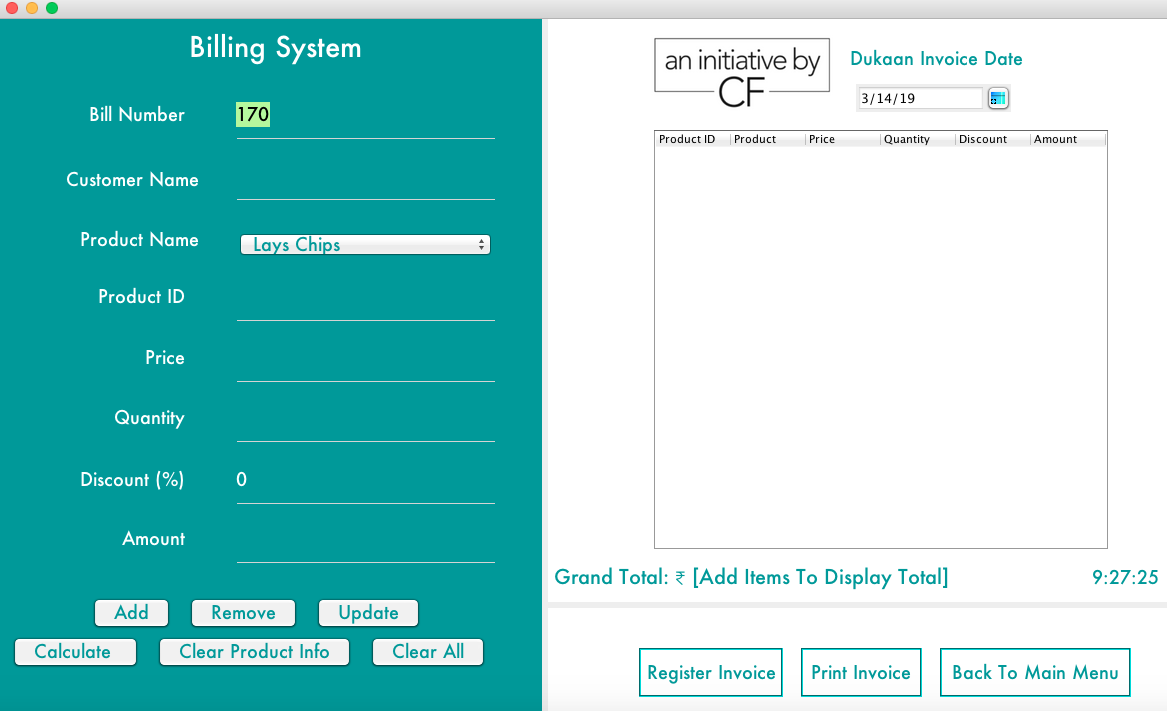 Billing System
Bill Number 170
Customer Name
Product Name Lays Chips
Product ID
Price
Quantity
Discount (%) 0
Amount
Add Remove Update
Calculate Clear Product Info Clear All
an initiative by
CF
Dukaan Invoice Date
3/14/19
Product ID Product Price Quantity Discount Amount
Grand Total: ₹ [Add Items To Display Total] 9:27:25
Register Invoice Print Invoice Back To Main Menu